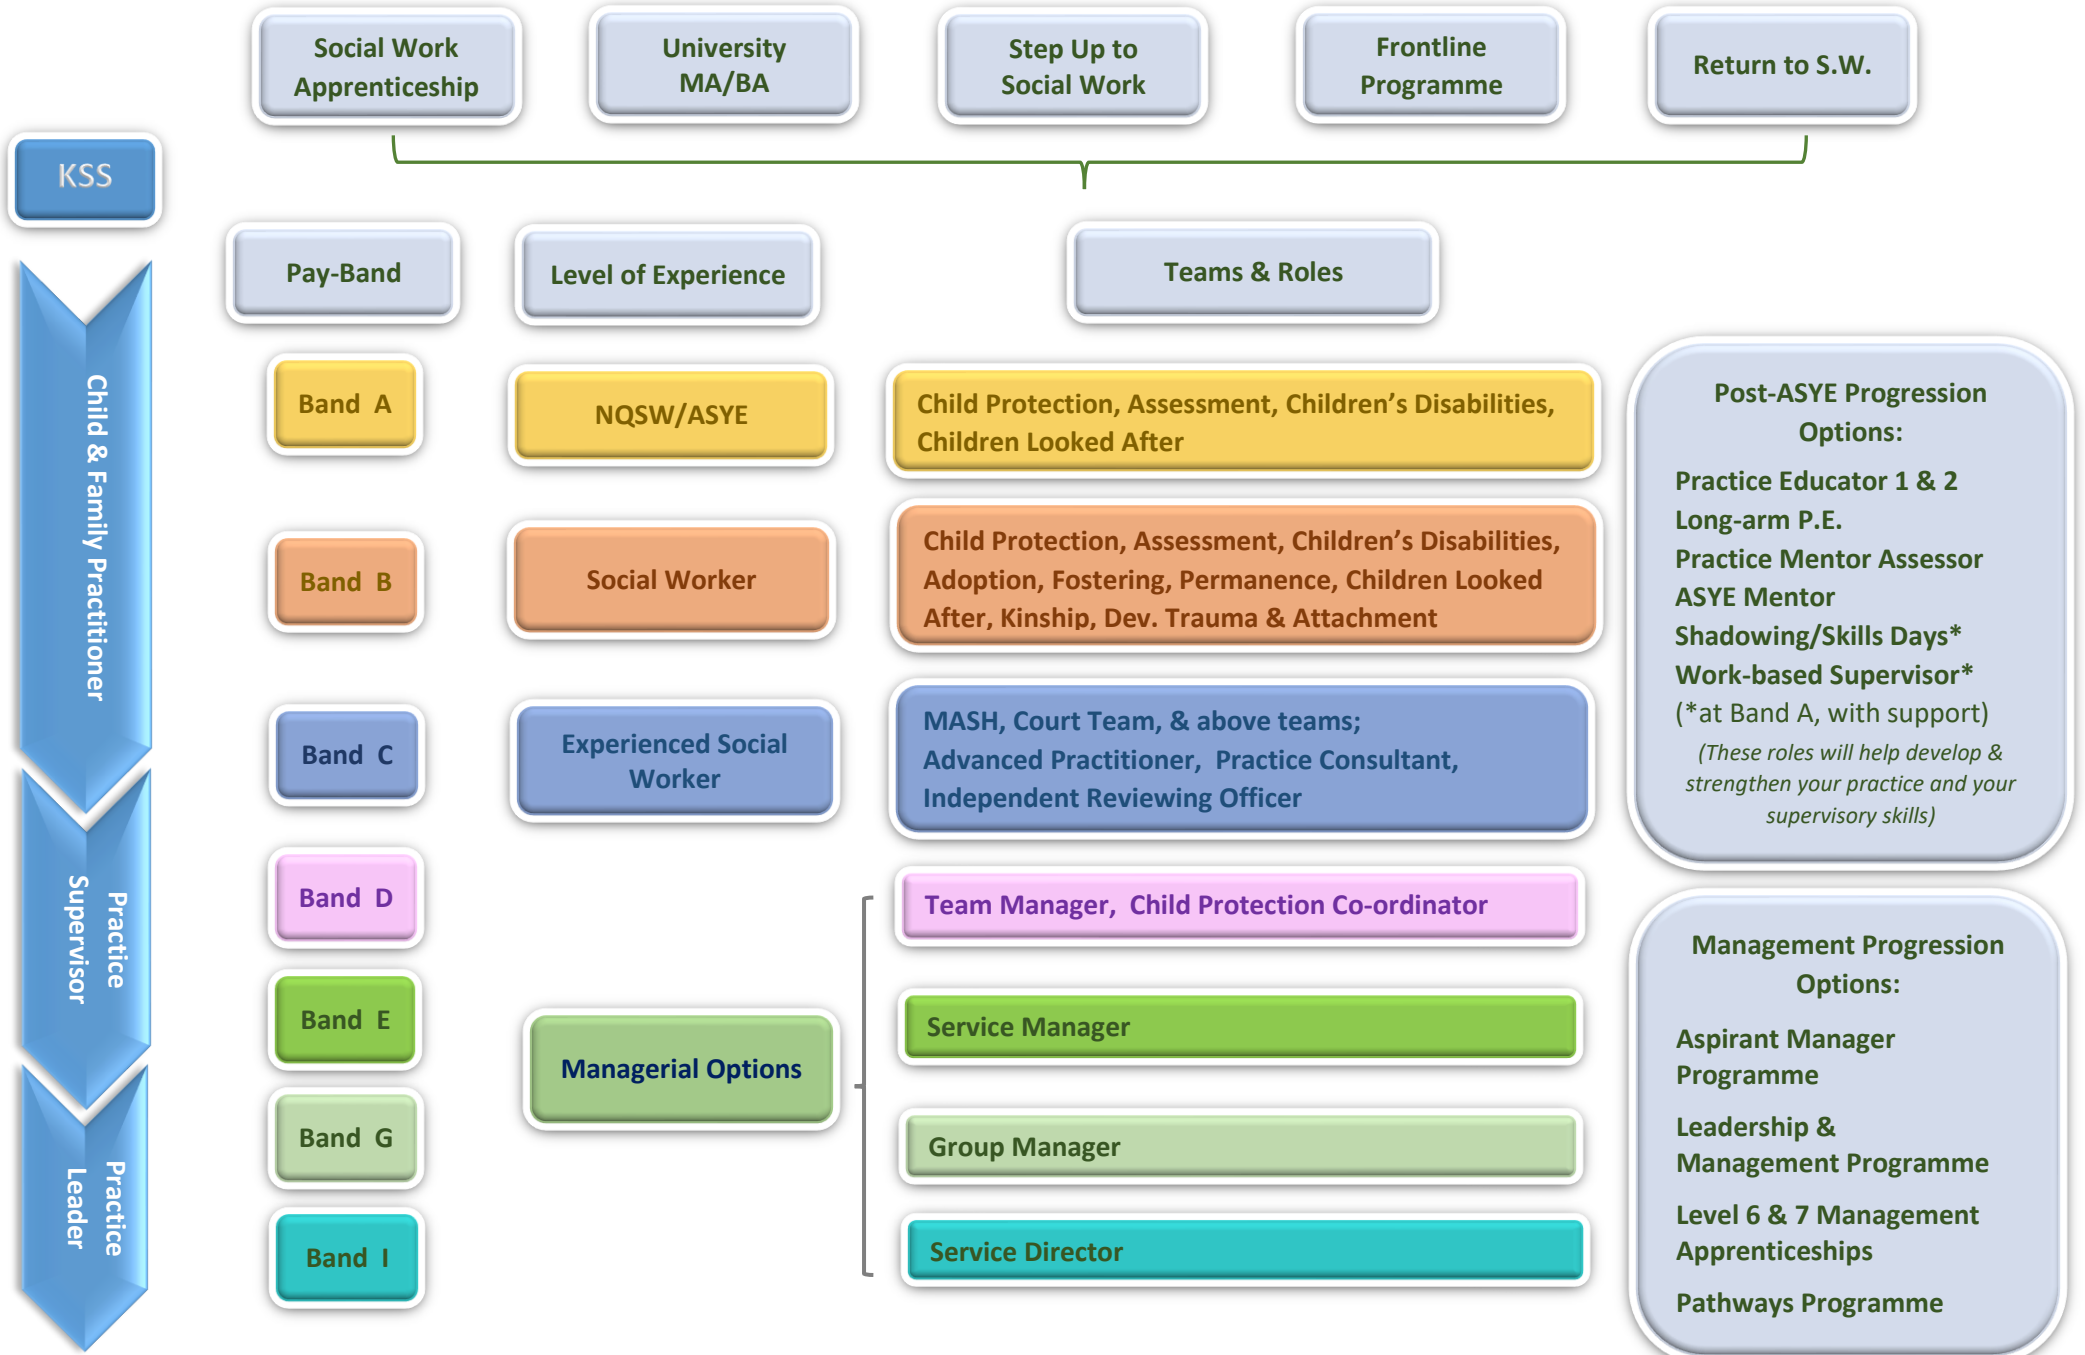 Social Work
Apprenticeship
University
MA/BA
Step Up to
Social Work
Frontline
Programme
Return to S.W.
KSS
Pay-Band
Level of Experience
Teams & Roles
Child & Family Practitioner
Band A
NQSW/ASYE
Child Protection, Assessment, Children’s Disabilities,
Children Looked After
Band B
Social Worker
Child Protection, Assessment, Children’s Disabilities,
Adoption, Fostering, Permanence, Children Looked
After, Kinship, Dev. Trauma & Attachment
Band C
Experienced Social
Worker
MASH, Court Team, & above teams;
Advanced Practitioner, Practice Consultant,
Independent Reviewing Officer
Post-ASYE Progression
Options:
Practice Educator 1 & 2
Long-arm P.E.
Practice Mentor Assessor
ASYE Mentor
Shadowing/Skills Days*
Work-based Supervisor*
(*at Band A, with support)
(These roles will help develop &
strengthen your practice and your
supervisory skills)
Practice
Supervisor
Band D
Team Manager, Child Protection Co-ordinator
Band E
Managerial Options
Service Manager
Practice
Leader
Band G
Group Manager
Band I
Service Director
Management Progression
Options:
Aspirant Manager
Programme
Leadership &
Management Programme
Level 6 & 7 Management
Apprenticeships
Pathways Programme